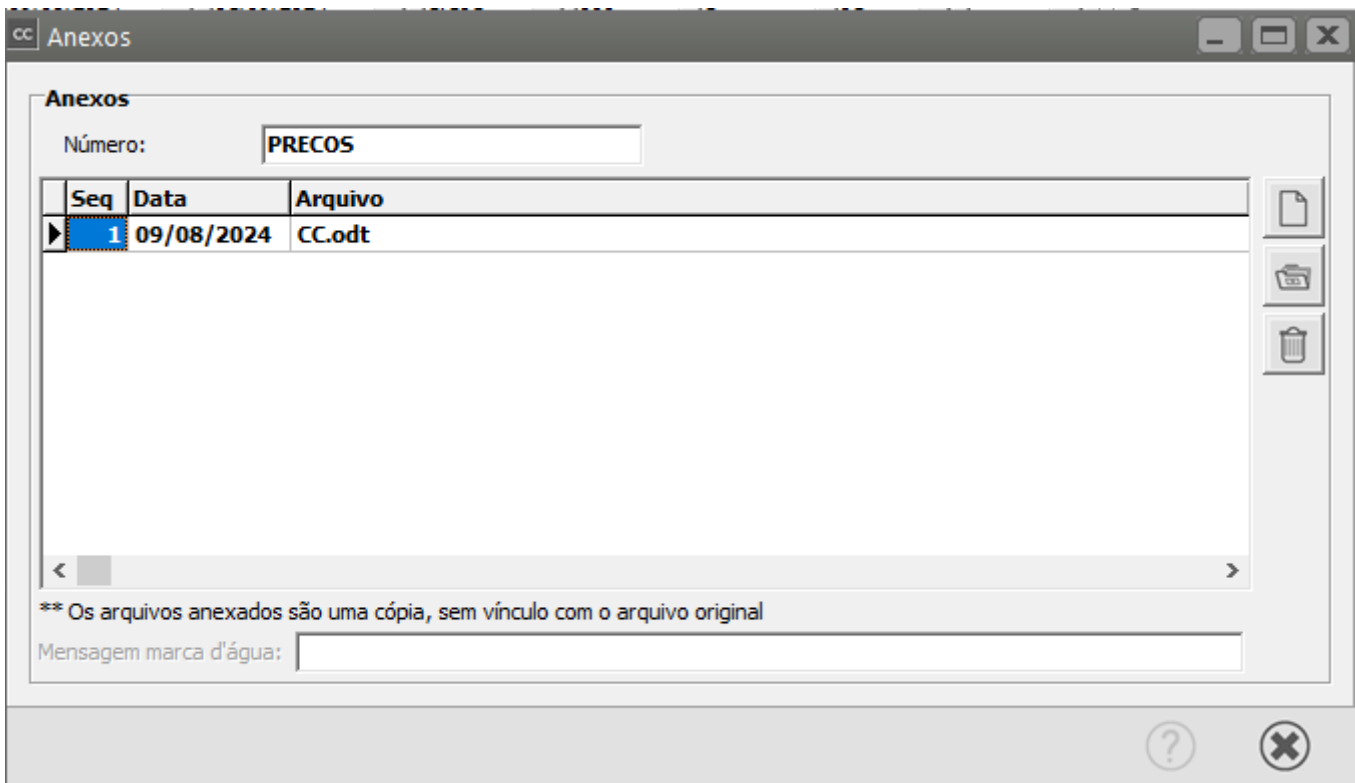 cc Anexos
Anexos
Número: PRECOS
Seq Data Arquivo
1 09/08/2024 CC.odt
** Os arquivos anexados são uma cópia, sem vínculo com o arquivo original
Mensagem marca d'água: